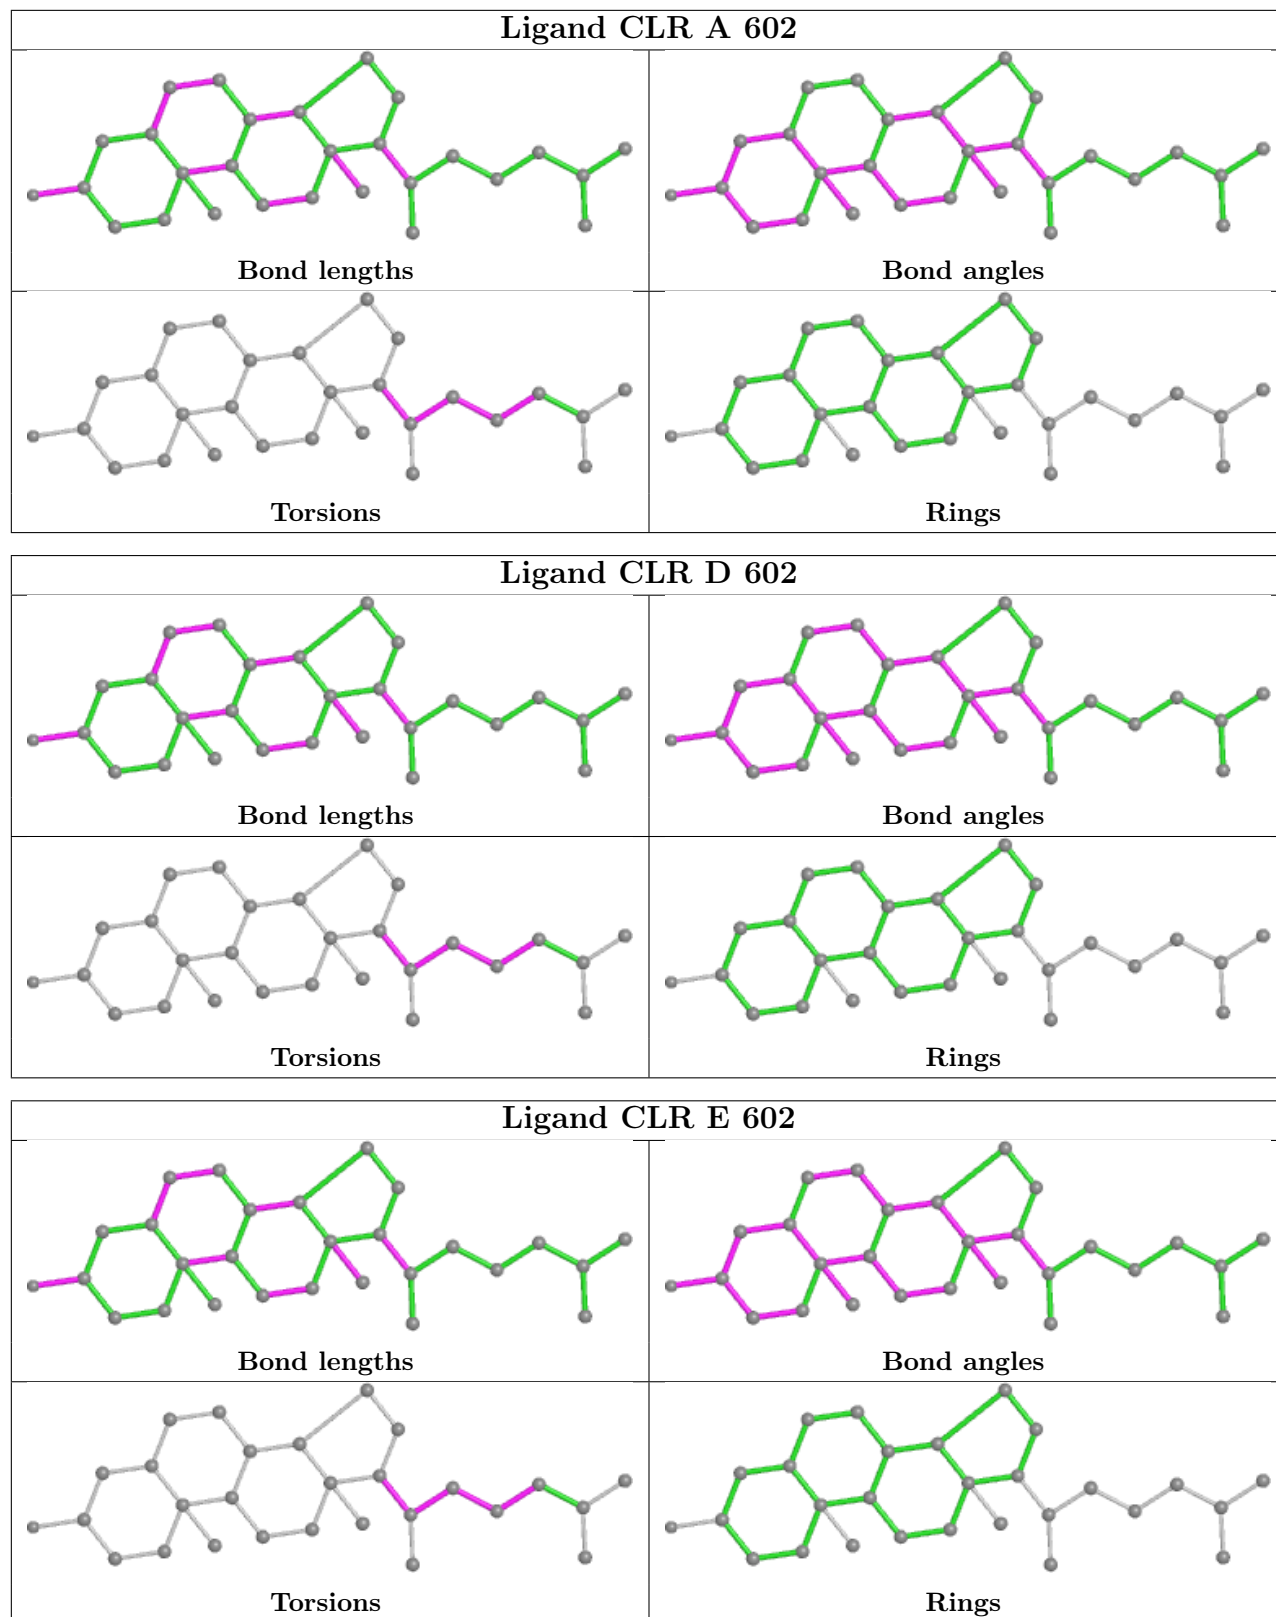 Ligand CLR A 602
Bond lengths
Bond angles
Torsions
Rings
Ligand CLR D 602
Bond lengths
Bond angles
Torsions
Rings
Ligand CLR E 602
Bond lengths
Bond angles
Torsions
Rings